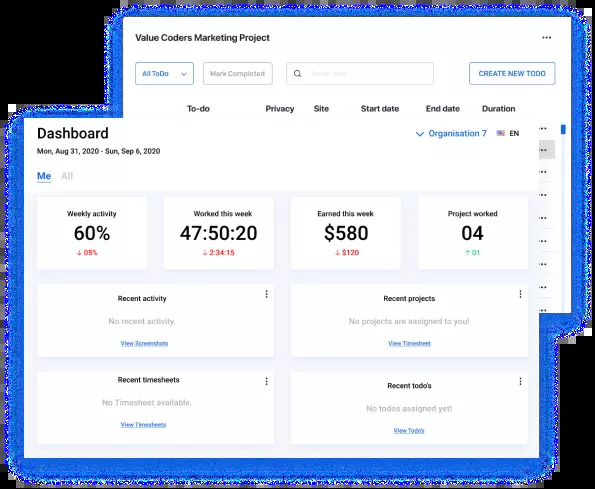 Value Coders Marketing Project
All ToDo
Mark Completed
CREATE NEW TODO
To-do Privacy Site Start date End date Duration
Dashboard
Organisation 7
EN
Mon, Aug 31, 2020 - Sun, Sep 6, 2020
Me All
Weekly activity
60%
↓ 05%
Worked this week
47:50:20
↓ 2:34:15
Earned this week
$580
↓ $120
Project worked
04
↑ 01
Recent activity
No recent activity.
View Screenshots
Recent projects
No projects are assigned to you!
View Timesheet
Recent timesheets
No Timesheet available.
View Timesheets
Recent todo's
No todos assigned yet!
View Todo's